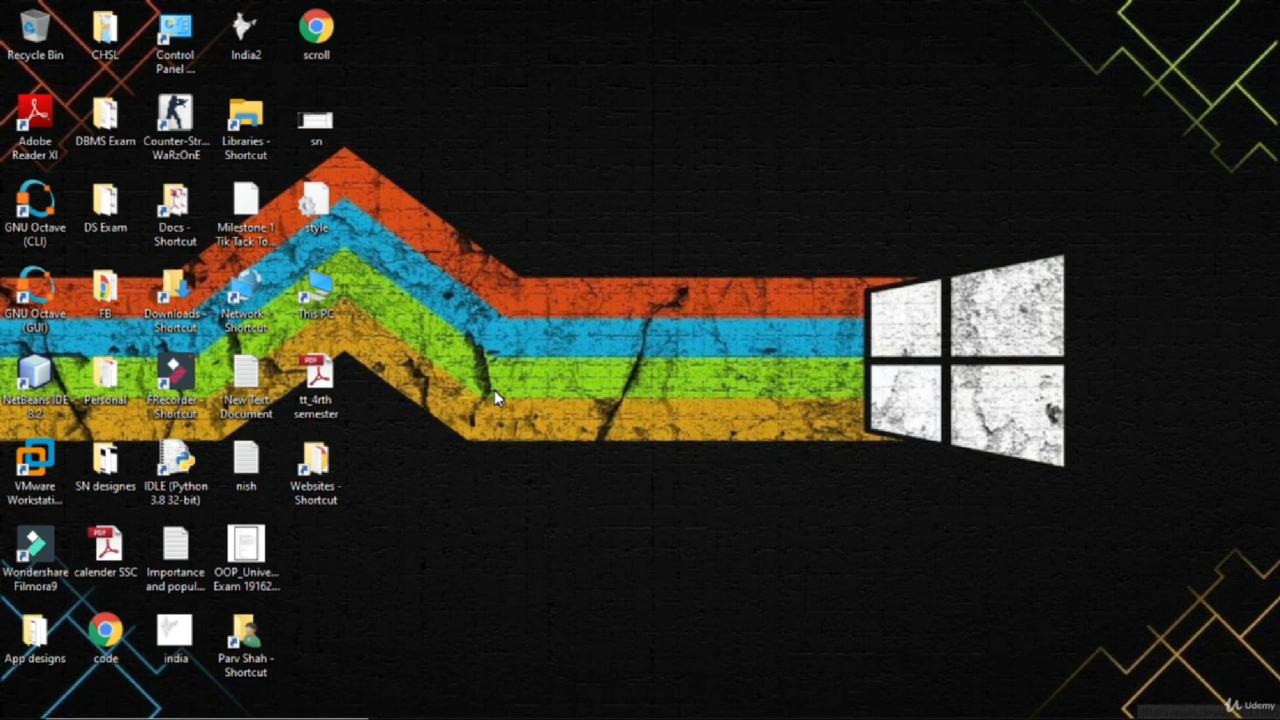 Recycle Bin
CHSL
Control
Panel ...
India2
scroll
Adobe
Reader XI
DBMS Exam
Counter-Str...
WaRzOnE
Libraries -
Shortcut
sn
GNU Octave
(CLI)
DS Exam
Docs -
Shortcut
Milestone 1
Tik Tack To...
style
GNU Octave
(GUI)
FB
Downloads -
Shortcut
Network -
Shortcut
This PC
NetBeans IDE
8.2
Personal
FRecorder -
Shortcut
New Text
Document
PDF
tt_4rth
semester
VMware
Workstati...
SN designes
IDLE (Python
3.8 32-bit)
nish
Websites -
Shortcut
Wondershare
Filmora9
PDF
calender SSC
Importance
and popul...
OOP_Unive...
Exam 19162...
App designs
code
india
Parv Shah -
Shortcut
Udemy